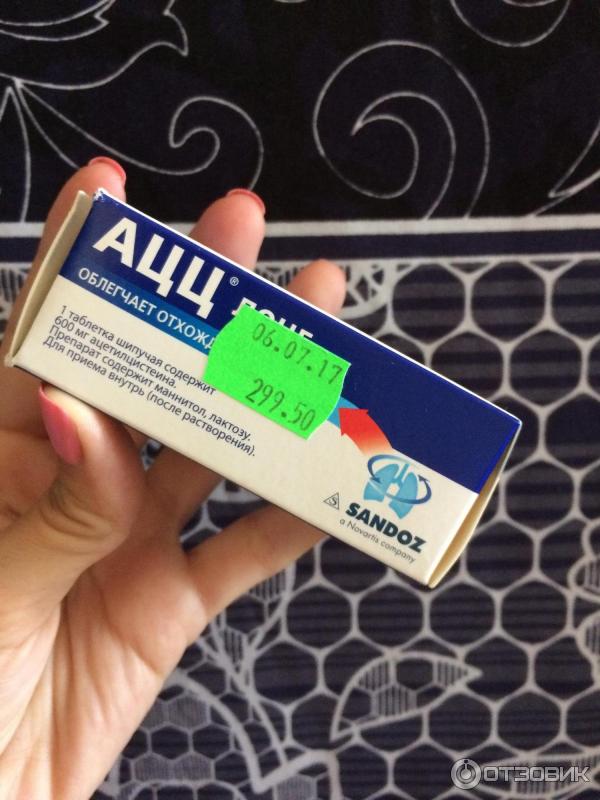 АЦЦ® ЛОНГ
ОБЛЕГЧАЕТ ОТХОЖД
1 таблетка шипучая содержит
600 мг ацетилцистеина.
Препарат содержит маннитол, лактозу.
Для приема внутрь (после растворения).
06.07.17
299.50
S SANDOZ
a Novartis company
ОТЗОВИК